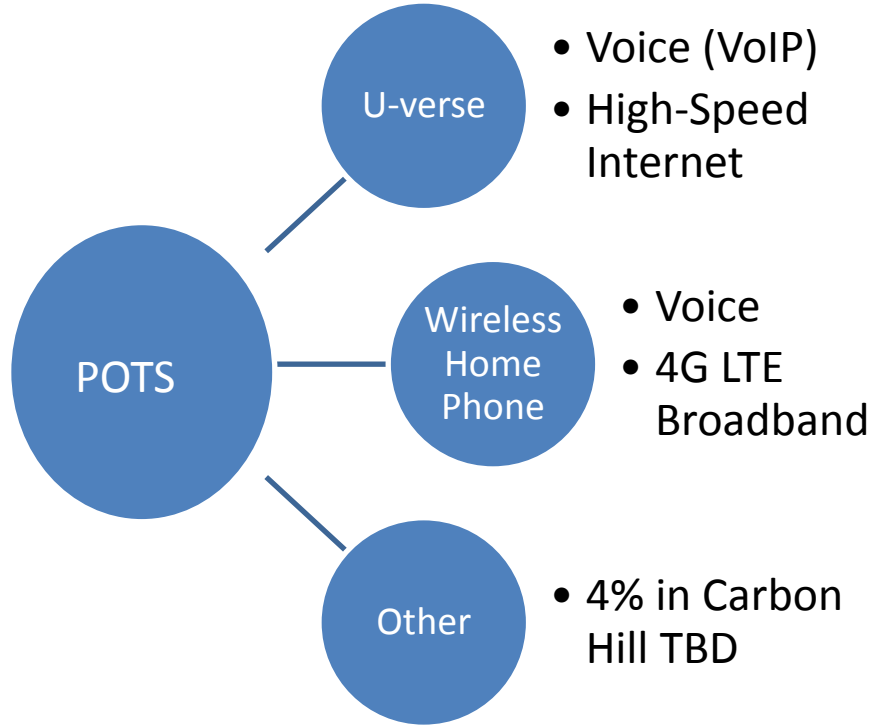 U-verse
• Voice (VoIP)
• High-Speed
Internet
POTS
Wireless
Home
Phone
• Voice
• 4G LTE
Broadband
Other
• 4% in Carbon
Hill TBD